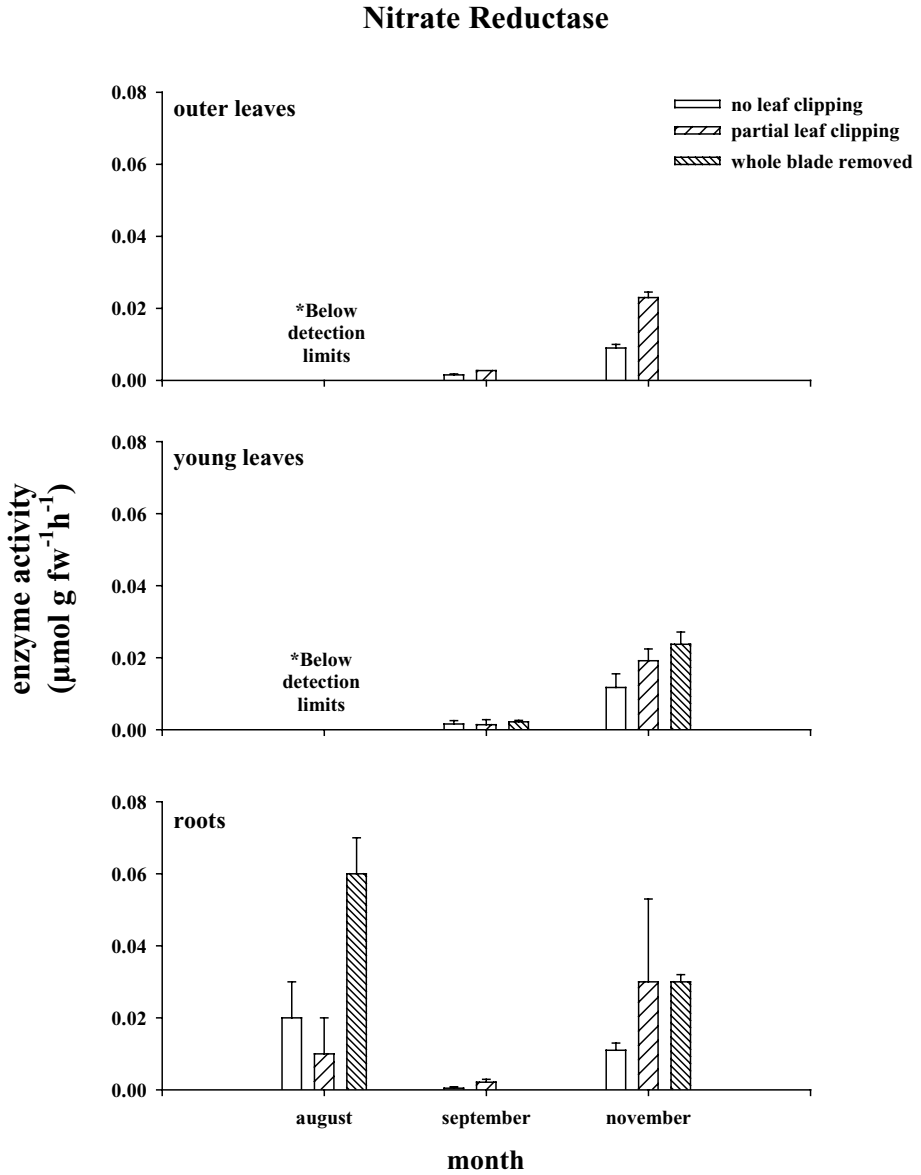 Nitrate Reductase
outer leaves
no leaf clipping
partial leaf clipping
whole blade removed
0.08
0.06
0.04
0.02
0.00
*Below
detection
limits
young leaves
0.08
0.06
0.04
0.02
0.00
*Below
detection
limits
enzyme activity
(µmol g fw⁻¹h⁻¹)
roots
0.08
0.06
0.04
0.02
0.00
august
september
november
month